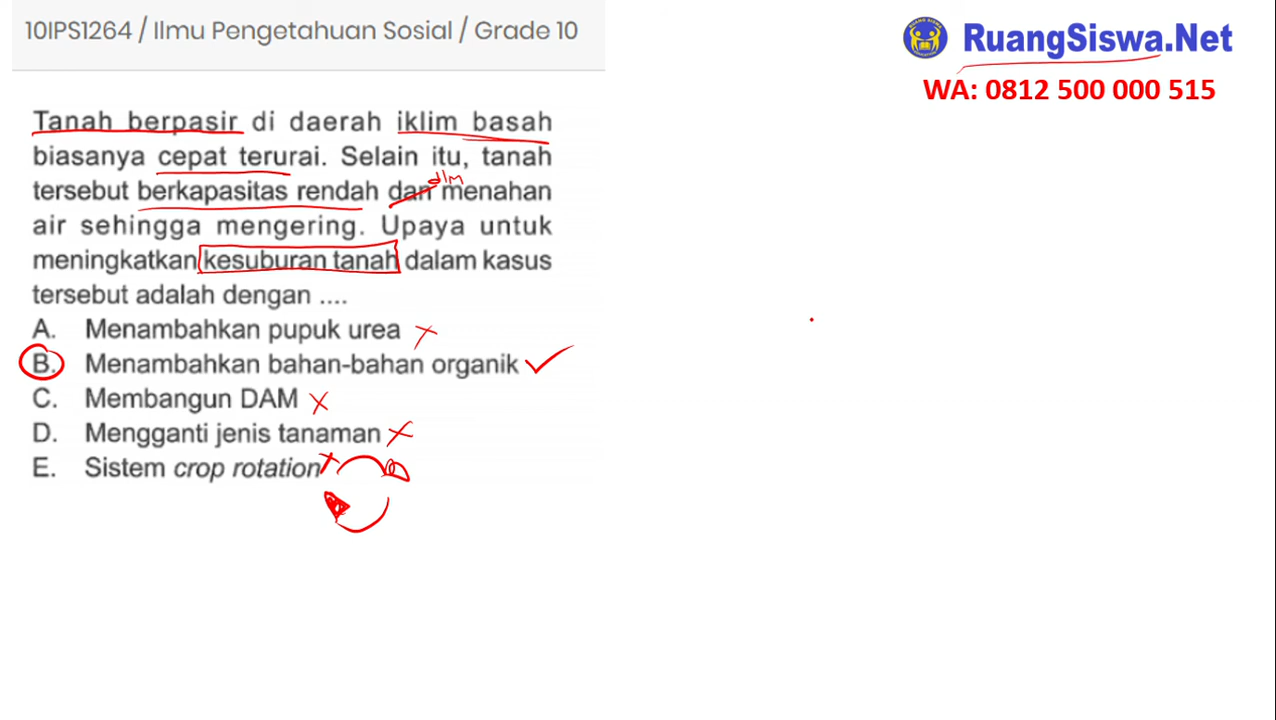 10IPS1264 / Ilmu Pengetahuan Sosial / Grade 10
RuangSiswa.Net
WA: 0812 500 000 515
Tanah berpasir di daerah iklim basah
biasanya cepat terurai. Selain itu, tanah
dlm
tersebut berkapasitas rendah dan menahan
air sehingga mengering. Upaya untuk
meningkatkan kesuburan tanah dalam kasus
tersebut adalah dengan ....
A. Menambahkan pupuk urea
B. Menambahkan bahan-bahan organik
C. Membangun DAM
D. Mengganti jenis tanaman
E. Sistem crop rotation